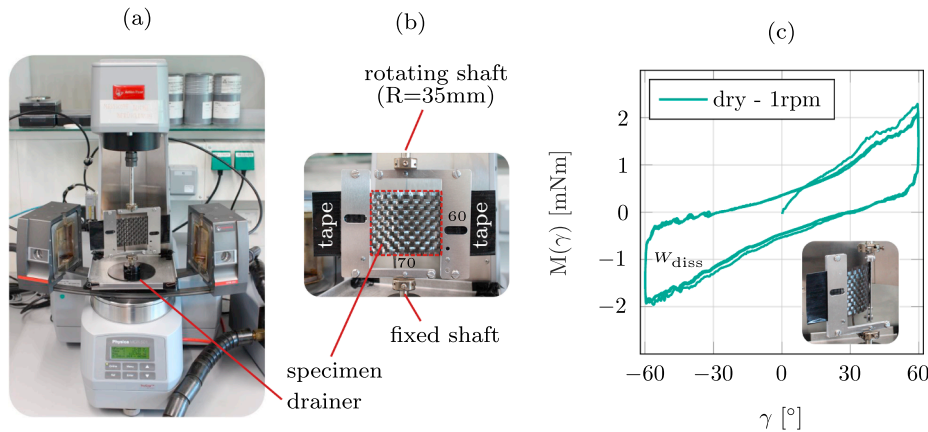 (a)
(b)
(c)
rotating shaft
(R=35mm)
tape
60
tape
70
fixed shaft
specimen
drainer
Physica
dry - 1rpm
M(γ) [mNm]
2
1
0
−1
−2
W_diss
−60
−30
0
30
60
γ [°]